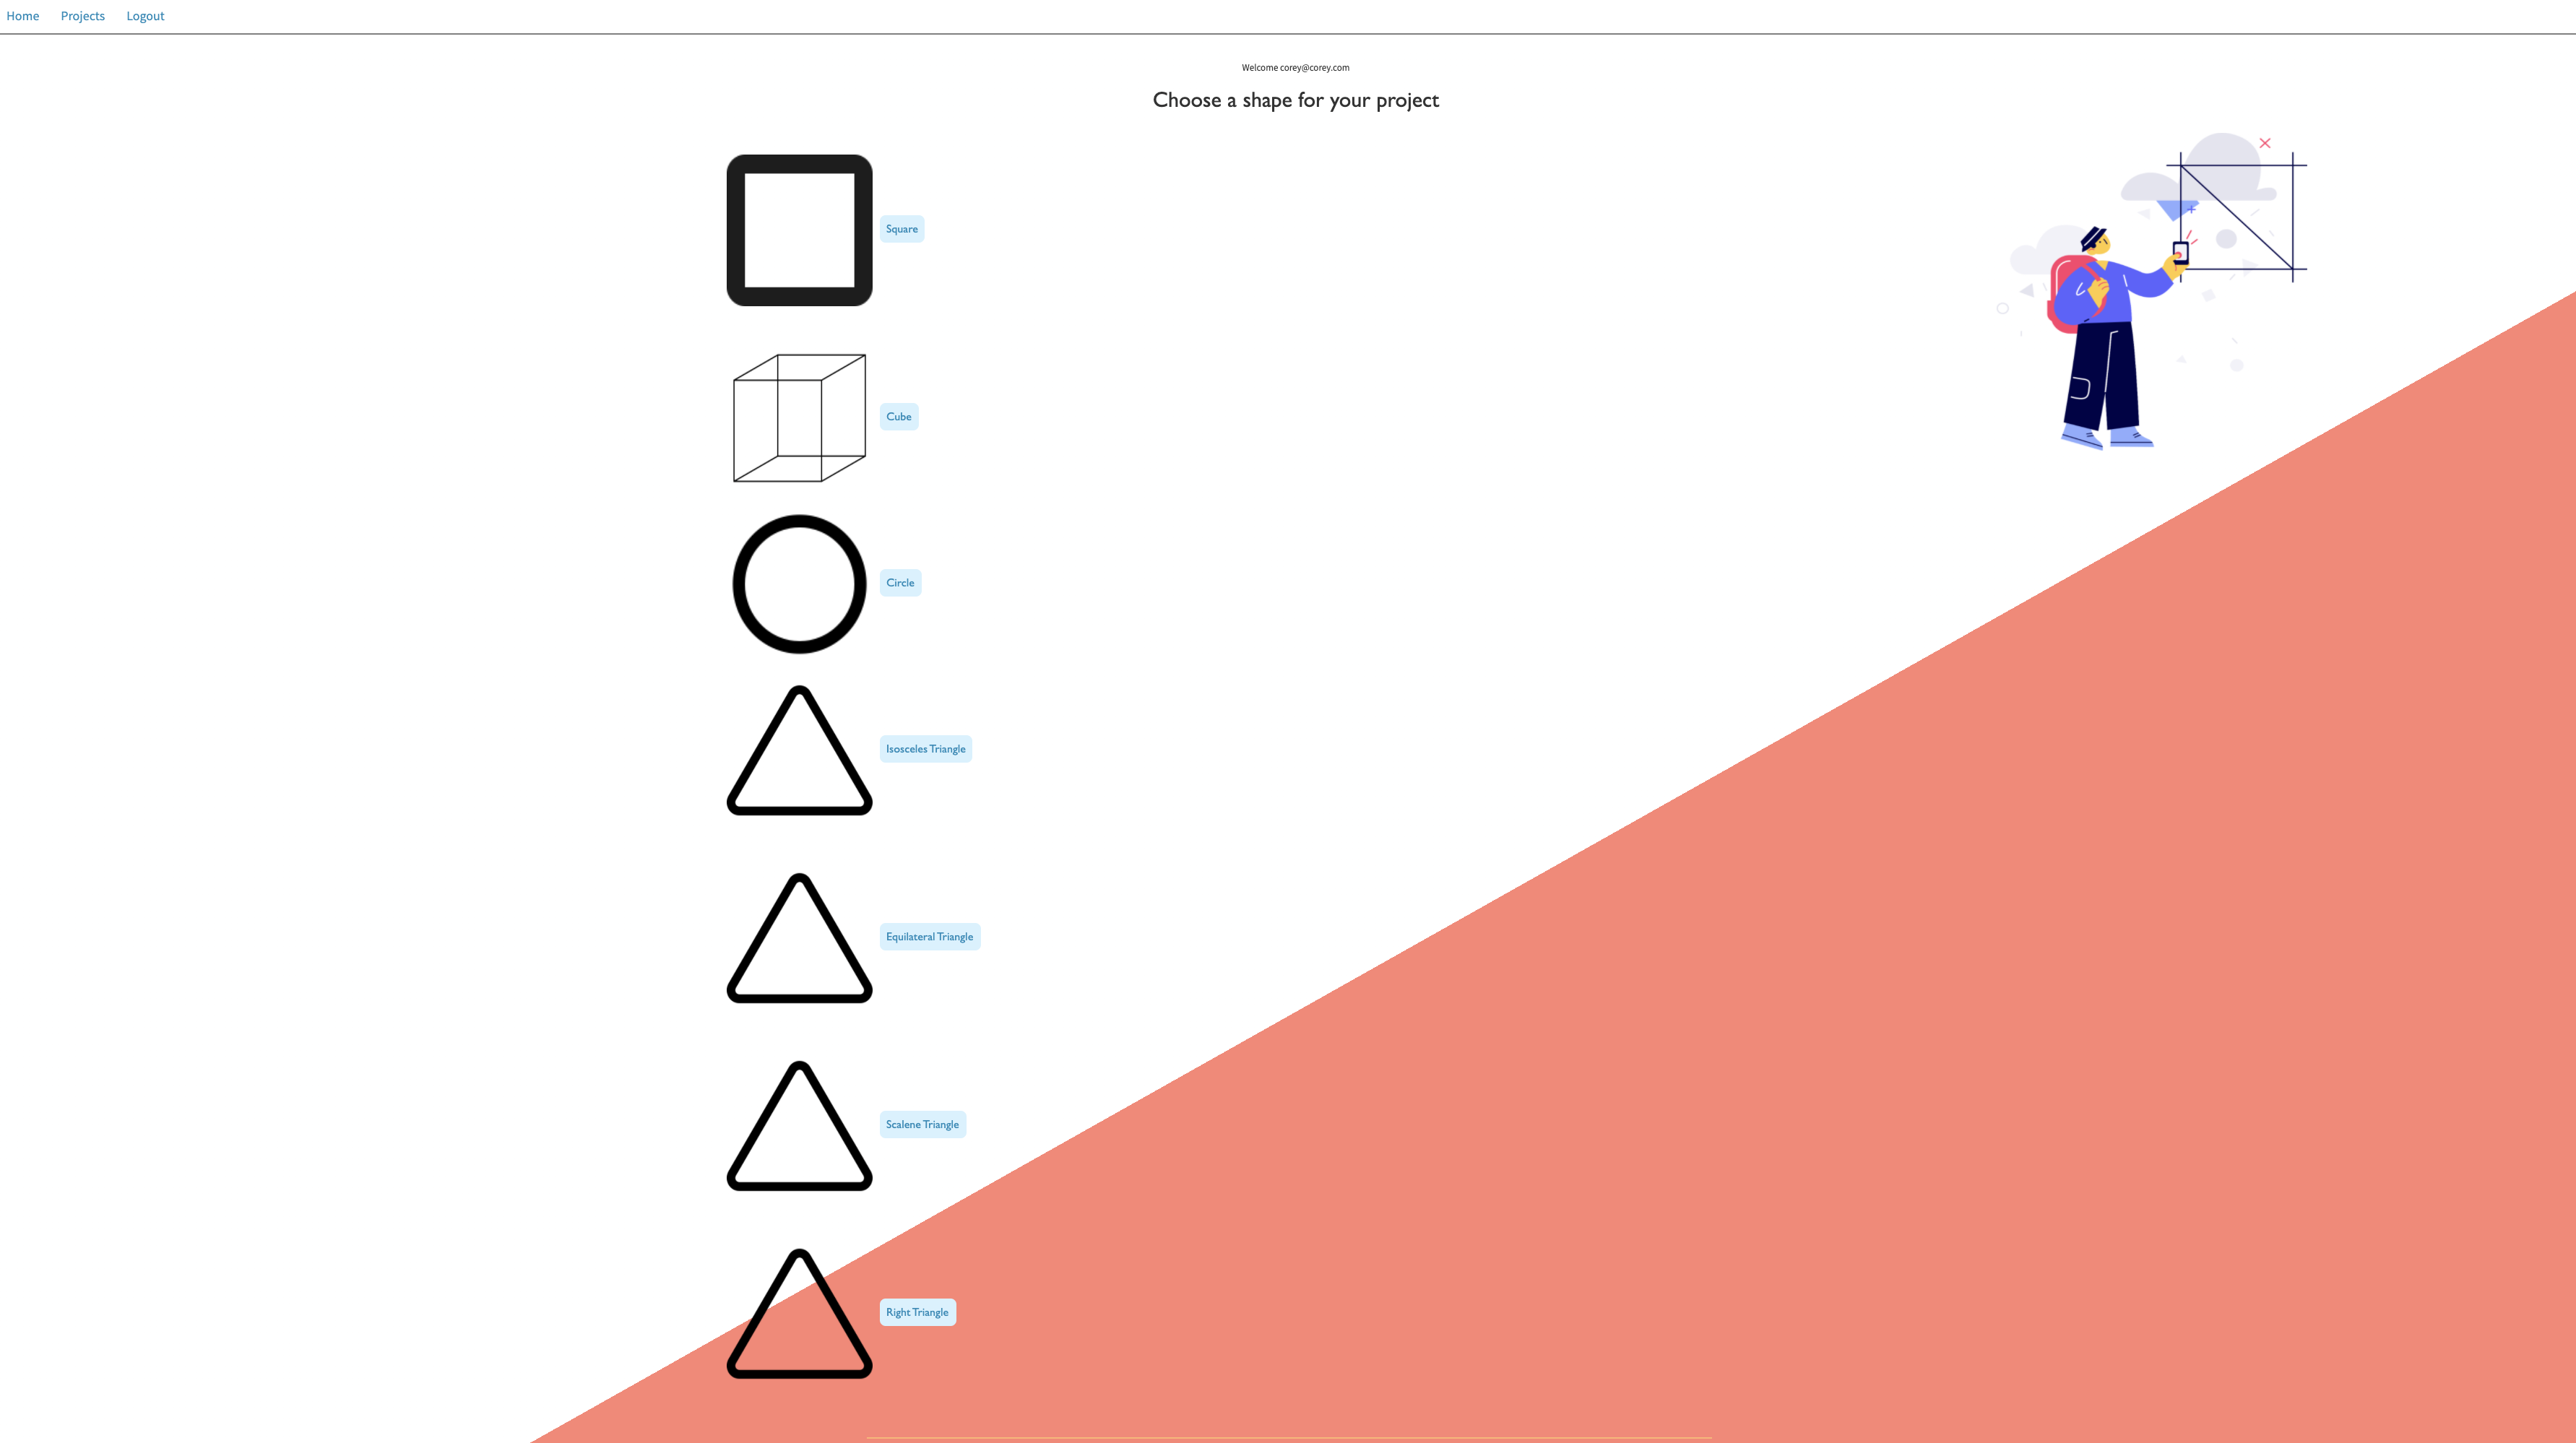 Home Projects Logout
Welcome corey@corey.com
Choose a shape for your project
Square
Cube
Circle
Isosceles Triangle
Equilateral Triangle
Scalene Triangle
Right Triangle